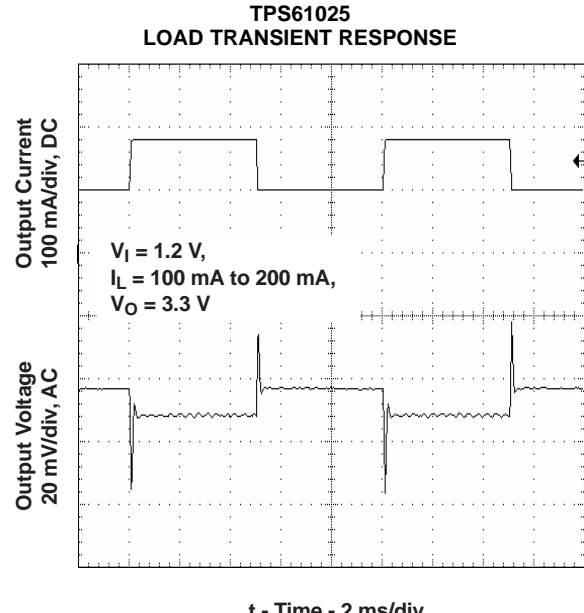 TPS61025
LOAD TRANSIENT RESPONSE
Output Current
100 mA/div, DC
VI = 1.2 V,
IL = 100 mA to 200 mA,
VO = 3.3 V
Output Voltage
20 mV/div, AC
t - Time - 2 ms/div